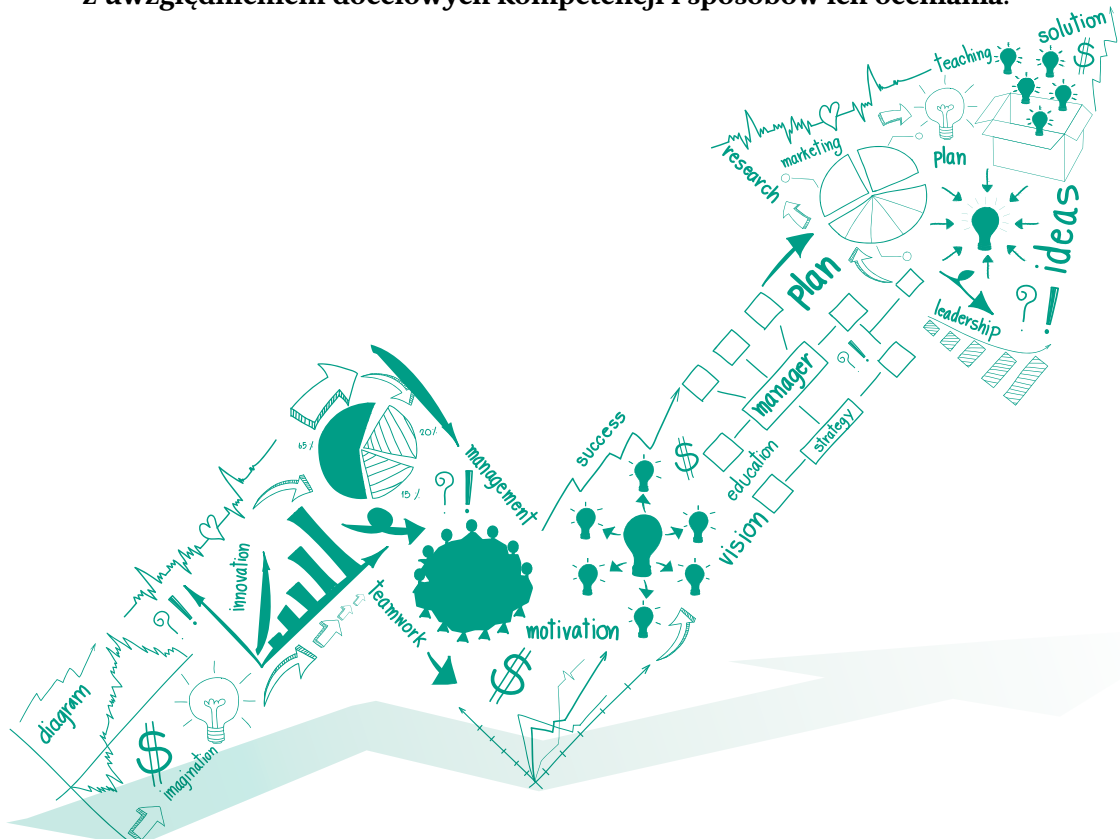 z uwzględnieniem docelowych kompetencji i sposobów ich oceniania.
solution
$
teaching
research
marketing
plan
ideas
plan
?!
leadership
manager
?!
strategy
success
$
education
vision
65%
20%
15%
management
?!
innovation
teamwork
motivation
$
?!
diagram
$
imagination